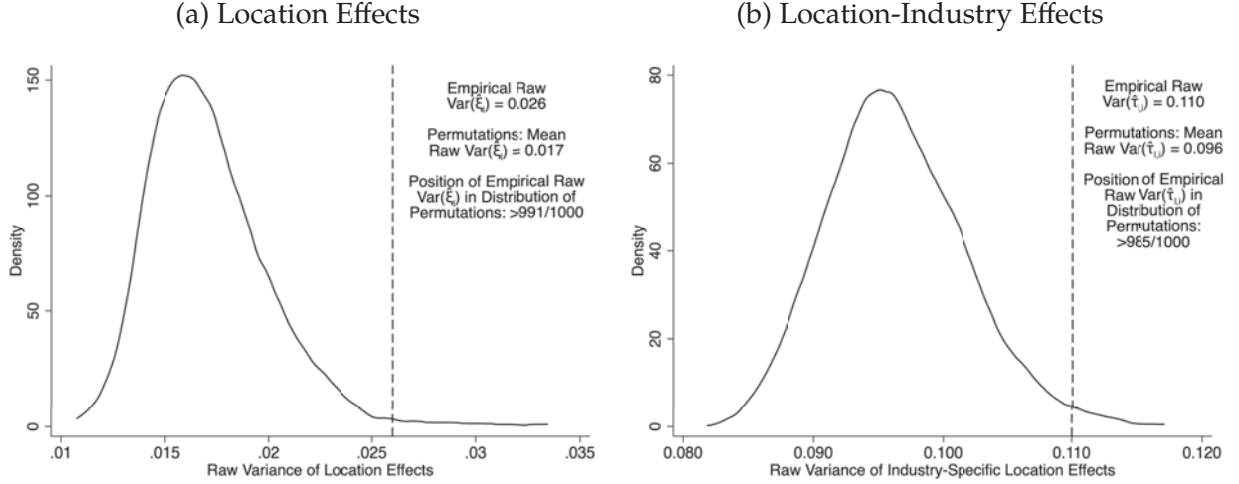 (a) Location Effects
150
100
50
0
Density
.01
.015
.02
.025
.03
.035
Raw Variance of Location Effects
Empirical Raw
Var(ξ̂ₗ) = 0.026
Permutations: Mean
Raw Var(ξ̂ₗ) = 0.017
Position of Empirical Raw
Var(ξ̂ₗ) in Distribution of
Permutations: >991/1000
(b) Location-Industry Effects
80
60
40
20
0
Density
0.080
0.090
0.100
0.110
0.120
Raw Variance of Industry-Specific Location Effects
Empirical Raw
Var(τ̂ₗ,ᵢ) = 0.110
Permutations: Mean
Raw Var(τ̂ₗ,ᵢ) = 0.096
Position of Empirical
Raw Var(τ̂ₗ,ᵢ) in
Distribution of
Permutations:
>985/1000